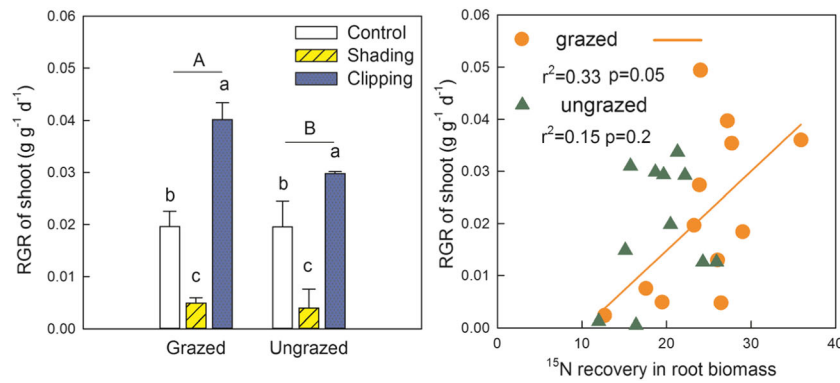 0.06
0.05
0.04
0.03
0.02
0.01
0.00
RGR of shoot (g g⁻¹ d⁻¹)
Control
Shading
Clipping
A
a
b
c
B
a
b
c
Grazed
Ungrazed
0.06
0.05
0.04
0.03
0.02
0.01
0.00
RGR of shoot (g g⁻¹ d⁻¹)
grazed
r²=0.33 p=0.05
ungrazed
r²=0.15 p=0.2
0 10 20 30 40
¹⁵N recovery in root biomass